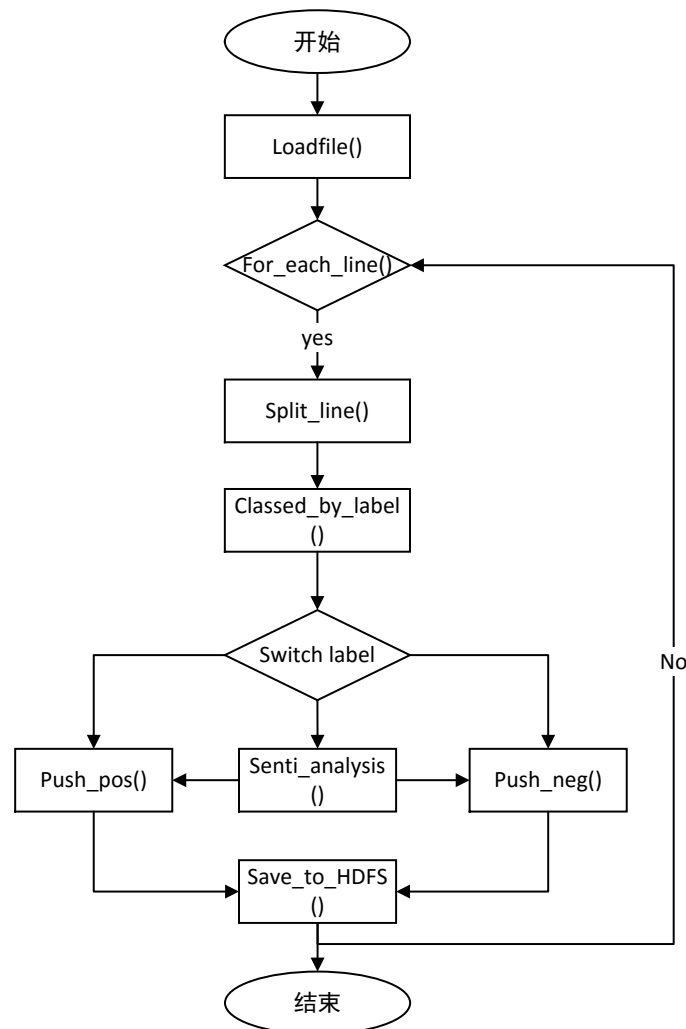 开始
Loadfile()
For_each_line()
yes
Split_line()
Classed_by_label
()
Switch label
No
Push_pos()
Senti_analysis
()
Push_neg()
Save_to_HDFS
()
结束